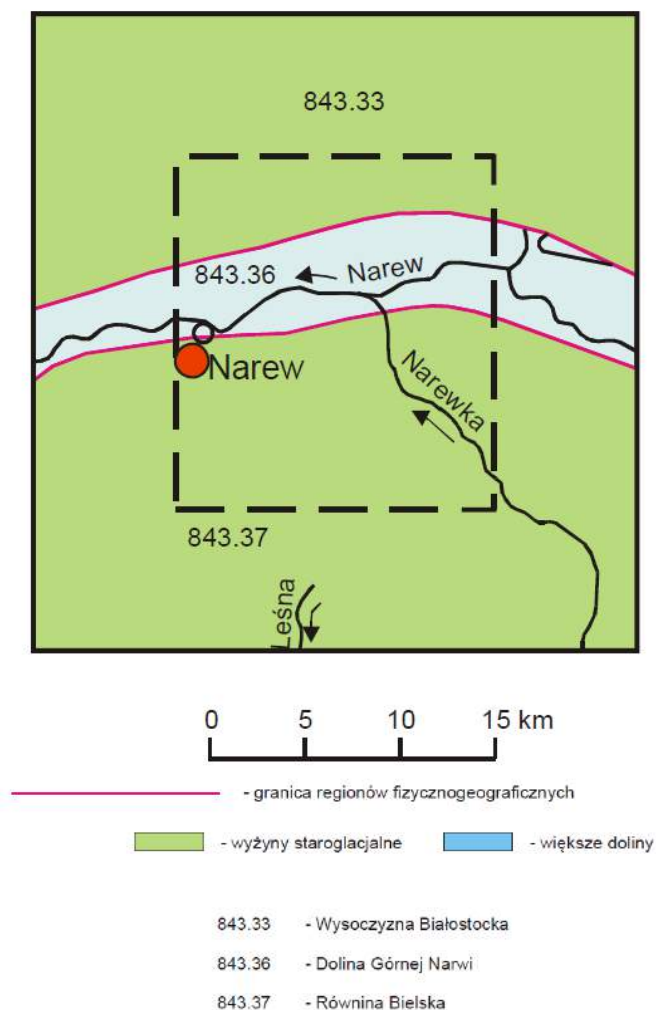 843.33
843.36
Narew
Narew
Narewka
843.37
Leśna
0 5 10 15 km
- granica regionów fizycznogeograficznych
- wyżyny staroglacjalne - większe doliny
843.33 - Wysoczyzna Białostocka
843.36 - Dolina Górnej Narwi
843.37 - Równina Bielska